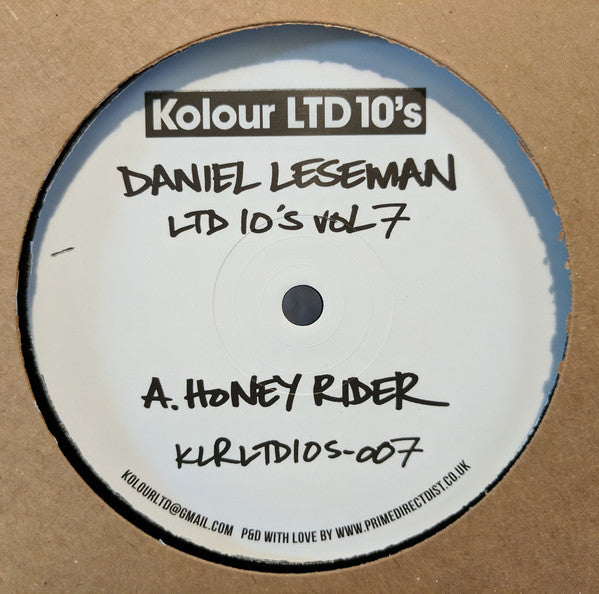 Kolour LTD 10's
DANIEL LESEMAN
LTD 10'S VOL 7
A. HONEY RIDER
KLRLTD10S-007
KOLOURLTD@GMAIL.COM P&D WITH LOVE BY WWW.PRIMEDIRECTDIST.CO.UK